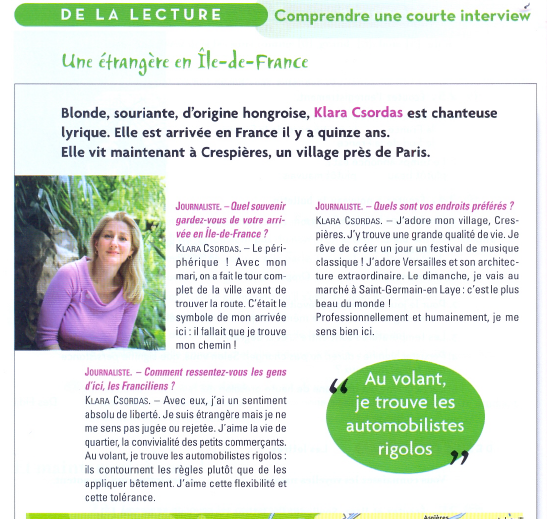 DE LA LECTURE
Comprendre une courte interview
Une étrangère en Île-de-France
Blonde, souriante, d'origine hongroise, Klara Csordas est chanteuse
lyrique. Elle est arrivée en France il y a quinze ans.
Elle vit maintenant à Crespières, un village près de Paris.
JOURNALISTE. – Quel souvenir
gardez-vous de votre arri-
vée en Île-de-France ?
KLARA CSORDAS. – Le péri-
phérique ! Avec mon
mari, on a fait le tour com-
plet de la ville avant de
trouver la route. C'était le
symbole de mon arrivée
ici : il fallait que je trouve
mon chemin !
JOURNALISTE. – Comment ressentez-vous les gens
d'ici, les Franciliens ?
KLARA CSORDAS. – Avec eux, j'ai un sentiment
absolu de liberté. Je suis étrangère mais je ne
me sens pas jugée ou rejetée. J'aime la vie de
quartier, la convivialité des petits commerçants.
Au volant, je trouve les automobilistes rigolos :
ils contournent les règles plutôt que de les
appliquer bêtement. J'aime cette flexibilité et
cette tolérance.
JOURNALISTE. – Quels sont vos endroits préférés ?
KLARA CSORDAS. – J'adore mon village, Cres-
pières. J'y trouve une grande qualité de vie. Je
rêve de créer un jour un festival de musique
classique ! J'adore Versailles et son architec-
ture extraordinaire. Le dimanche, je vais au
marché à Saint-Germain-en Laye : c'est le plus
beau du monde !
Professionnellement et humainement, je me
sens bien ici.
“ Au volant,
je trouve les
automobilistes
rigolos ”
Asnières